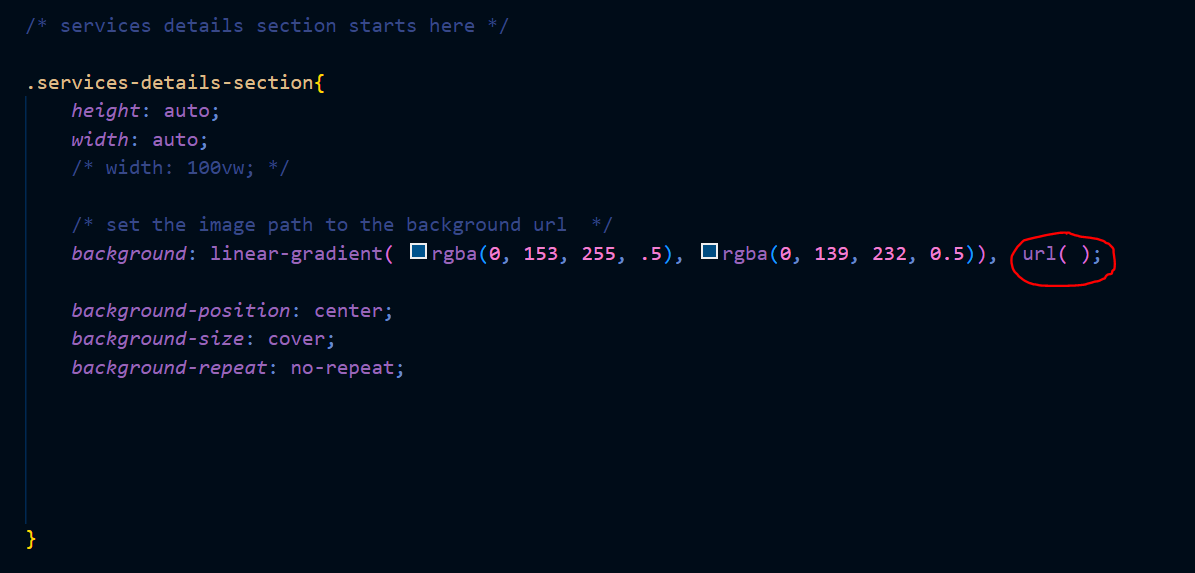 /* services details section starts here */
.services-details-section{
height: auto;
width: auto;
/* width: 100vw; */
/* set the image path to the background url  */
background: linear-gradient( rgba(0, 153, 255, .5), rgba(0, 139, 232, 0.5)),  url( );
background-position: center;
background-size: cover;
background-repeat: no-repeat;
}